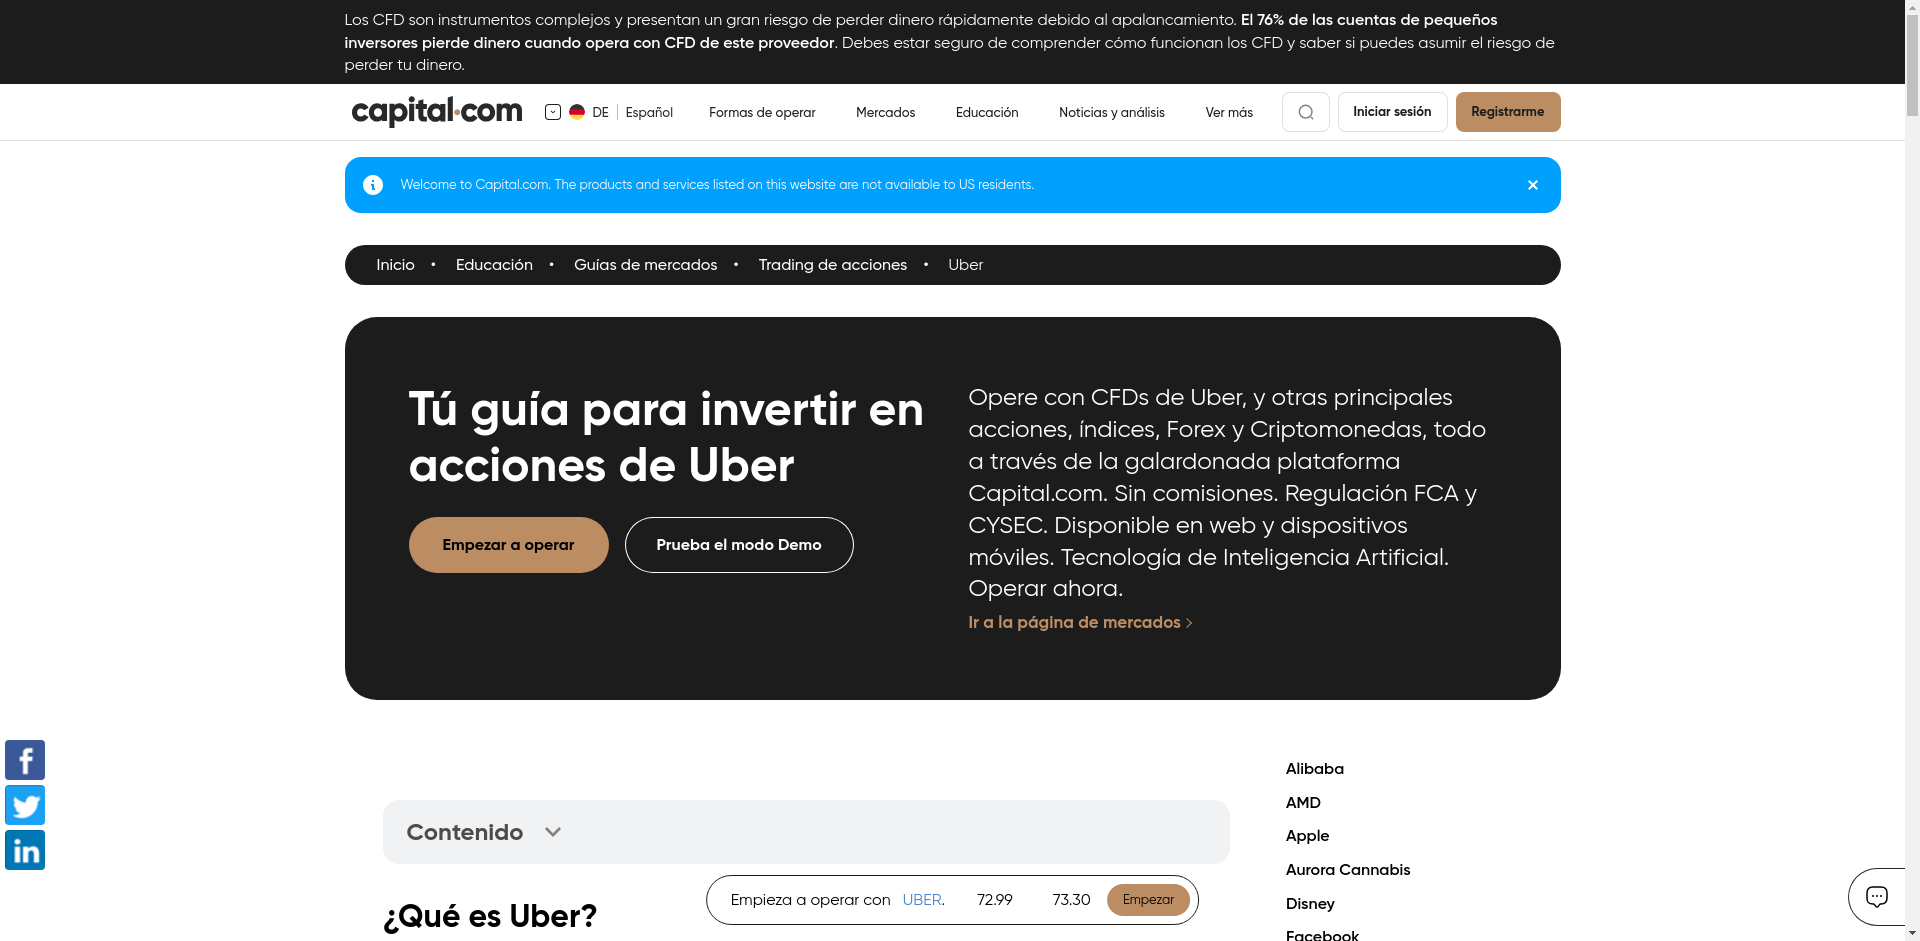 Los CFD son instrumentos complejos y presentan un gran riesgo de perder dinero rápidamente debido al apalancamiento. El 76% de las cuentas de pequeños
inversores pierde dinero cuando opera con CFD de este proveedor. Debes estar seguro de comprender cómo funcionan los CFD y saber si puedes asumir el riesgo de
perder tu dinero.
capital.com DE Español Formas de operar Mercados Educación Noticias y análisis Ver más Iniciar sesión Registrarme
Welcome to Capital.com. The products and services listed on this website are not available to US residents.
Inicio • Educación • Guías de mercados • Trading de acciones • Uber
Tú guía para invertir en
acciones de Uber
Empezar a operar Prueba el modo Demo
Opere con CFDs de Uber, y otras principales
acciones, índices, Forex y Criptomonedas, todo
a través de la galardonada plataforma
Capital.com. Sin comisiones. Regulación FCA y
CYSEC. Disponible en web y dispositivos
móviles. Tecnología de Inteligencia Artificial.
Operar ahora.
Ir a la página de mercados
Contenido
¿Qué es Uber?
Empieza a operar con UBER. 72.99 73.30 Empezar
Alibaba
AMD
Apple
Aurora Cannabis
Disney
Facebook